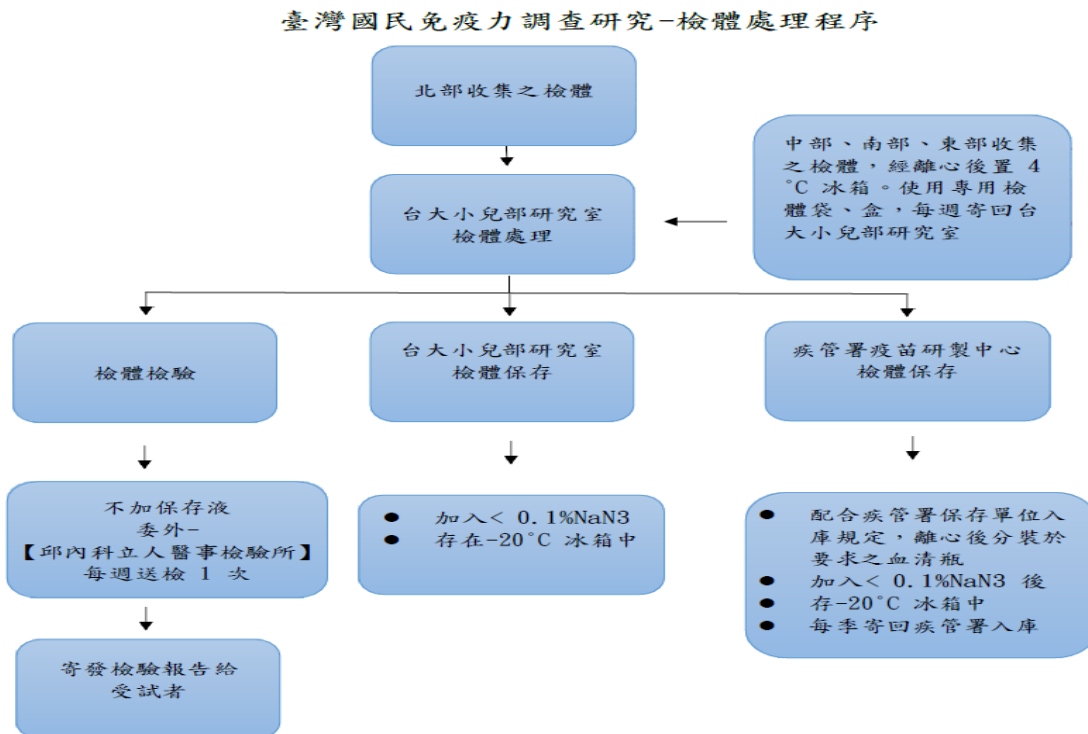 臺灣國民免疫力調查研究-檢體處理程序
北部收集之檢體
中部、南部、東部收集
之檢體，經離心後置 4
°C 冰箱。使用專用檢
體袋、盒，每週寄回台
大小兒部研究室
台大小兒部研究室
檢體處理
檢體檢驗
台大小兒部研究室
檢體保存
疾管署疫苗研製中心
檢體保存
不加保存液
委外-
【邱內科立人醫事檢驗所】
每週送檢 1 次
● 加入< 0.1%NaN3
● 存在-20°C 冰箱中
● 配合疾管署保存單位入
庫規定，離心後分裝於
要求之血清瓶
● 加入< 0.1%NaN3 後
● 存-20°C 冰箱中
● 每季寄回疾管署入庫
寄發檢驗報告給
受試者